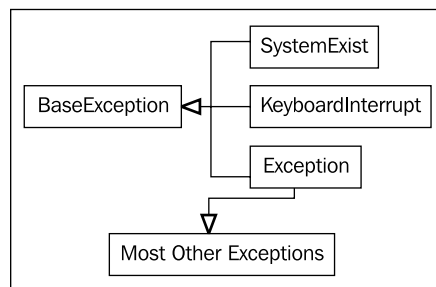 SystemExist
BaseException
KeyboardInterrupt
Exception
Most Other Exceptions